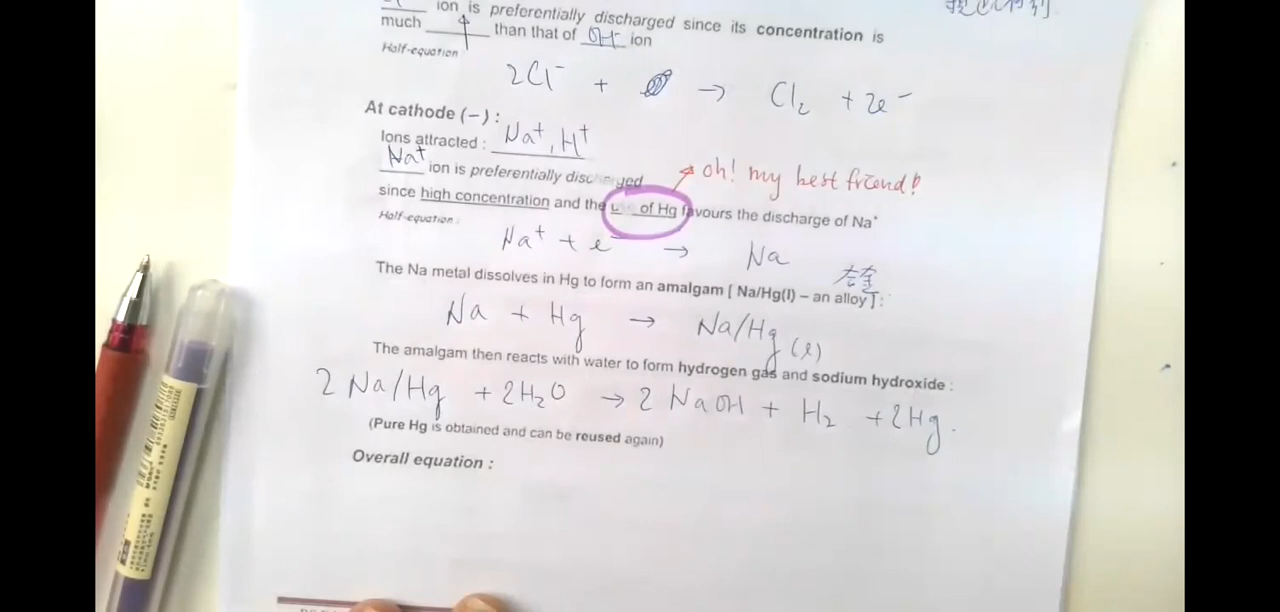 ion is preferentially discharged since its concentration is
much ↑ than that of OH⁻ ion
Half-equation
2Cl⁻ + → Cl₂ + 2e⁻
At cathode (–) :
Ions attracted : Na⁺, H⁺
Na⁺ ion is preferentially discharged
oh! my best friend!
since high concentration and the of Hg favours the discharge of Na⁺
Half-equation :
Na⁺ + e⁻ → Na
The Na metal dissolves in Hg to form an amalgam [ Na/Hg(l) – an alloy ] :
Na + Hg → Na/Hg (l)
The amalgam then reacts with water to form hydrogen gas and sodium hydroxide :
2 Na/Hg + 2H₂O → 2 NaOH + H₂ + 2Hg.
(Pure Hg is obtained and can be reused again)
Overall equation :